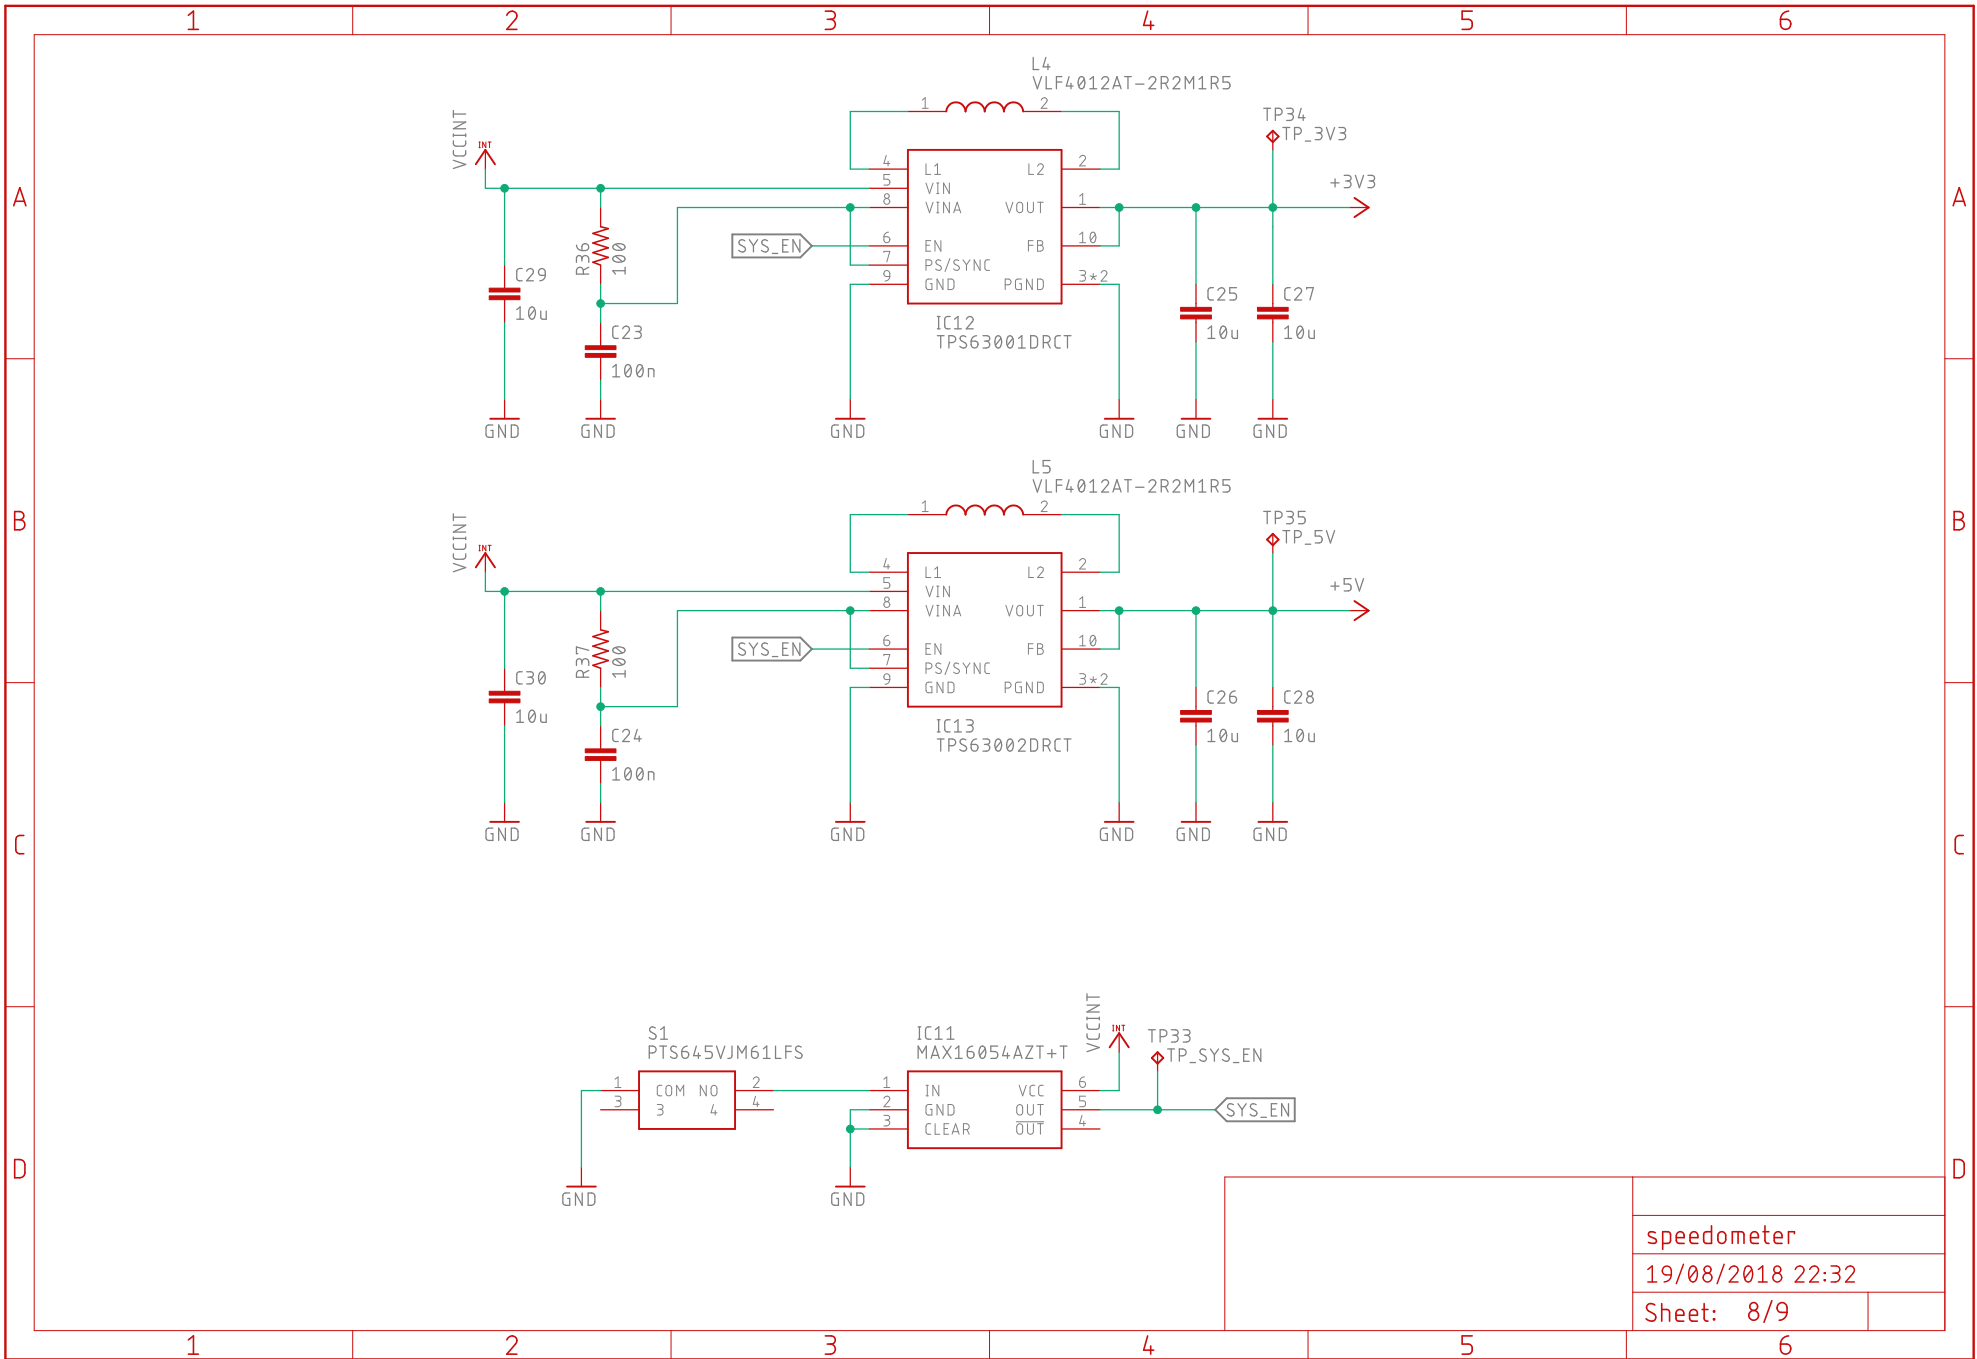 1 2 3 4 5 6
L4
VLF4012AT-2R2M1R5
1 2
VCCINT
INT
TP34
TP_3V3
4 L1 L2 2
5 VIN
+3V3
8 VINA VOUT 1
A A
SYS_EN
6 EN FB 10
7 PS/SYNC
9 GND PGND 3*2
R36
100
C29
10u
C25
10u
C27
10u
IC12
TPS63001DRCT
C23
100n
GND GND GND GND GND GND
L5
VLF4012AT-2R2M1R5
1 2
VCCINT
INT
TP35
TP_5V
B B
4 L1 L2 2
5 VIN
+5V
8 VINA VOUT 1
SYS_EN
6 EN FB 10
7 PS/SYNC
9 GND PGND 3*2
R37
100
C30
10u
C26
10u
C28
10u
IC13
TPS63002DRCT
C24
100n
GND GND GND GND GND GND
C C
S1
PTS645VJM61LFS
IC11
MAX16054AZT+T
VCCINT
INT
TP33
TP_SYS_EN
1 COM NO 2
3 3 4 4
1 IN VCC 6
2 GND OUT 5
3 CLEAR OUT 4
SYS_EN
D D
GND GND
speedometer
19/08/2018 22:32
Sheet: 8/9
1 2 3 4 5 6